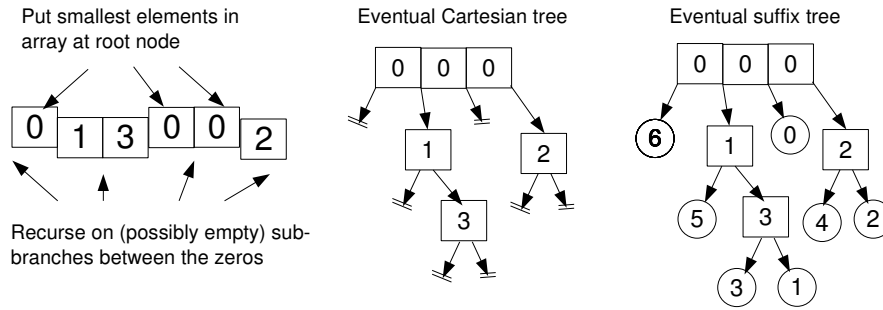 Put smallest elements in
array at root node
0 1 3 0 0 2
Recurse on (possibly empty) sub-
branches between the zeros
Eventual Cartesian tree
0 0 0
1 2
3
Eventual suffix tree
0 0 0
6 1 0 2
5 3 4 2
3 1